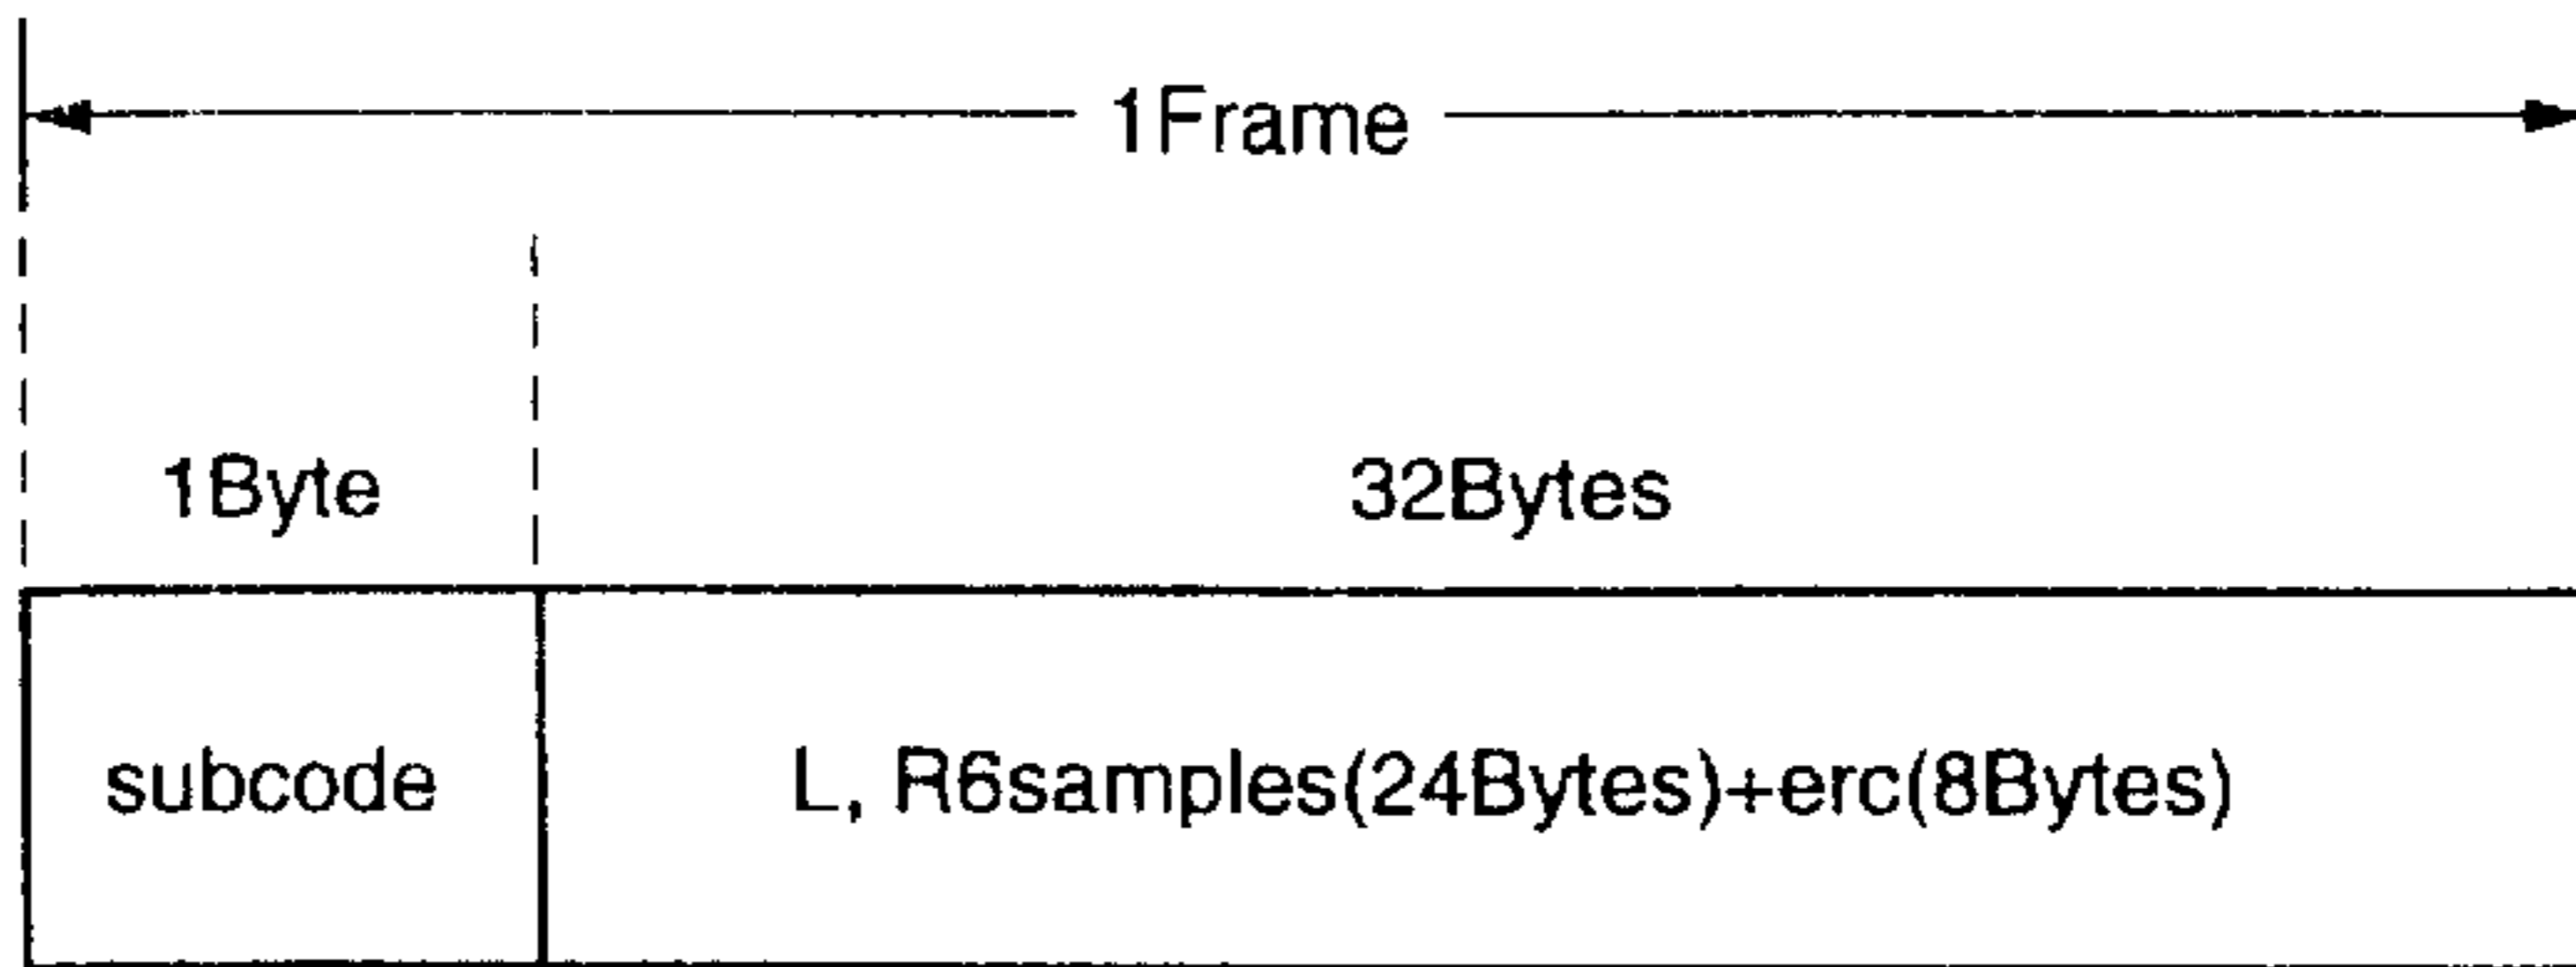 1Frame
1Byte 32Bytes
subcode L, R6samples(24Bytes)+erc(8Bytes)